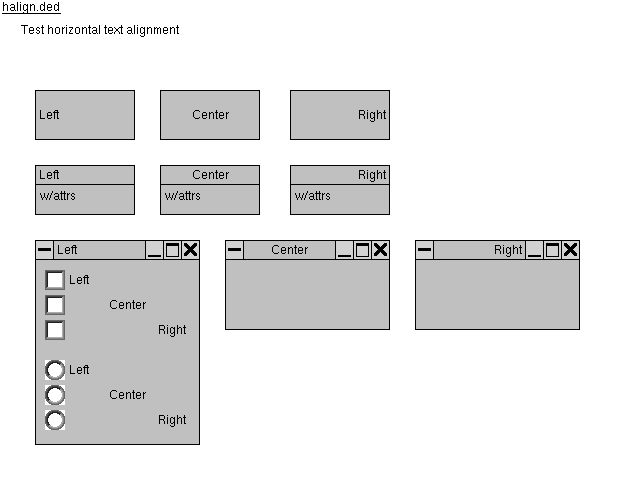 halign.ded
Test horizontal text alignment
Left Center Right
Left Center Right
w/attrs w/attrs w/attrs
Left Center Right
Left
Center
Right
Left
Center
Right